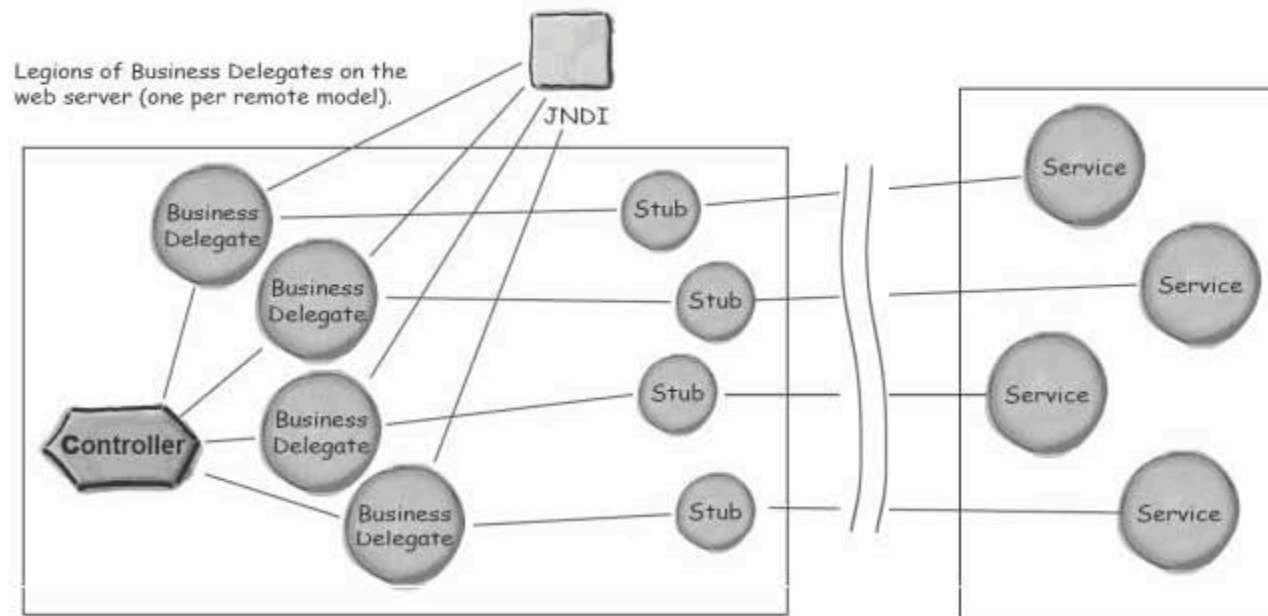 Legions of Business Delegates on the
web server (one per remote model).
JNDI
Business
Delegate
Stub
Service
Business
Delegate
Stub
Service
Business
Delegate
Stub
Service
Controller
Business
Delegate
Stub
Service